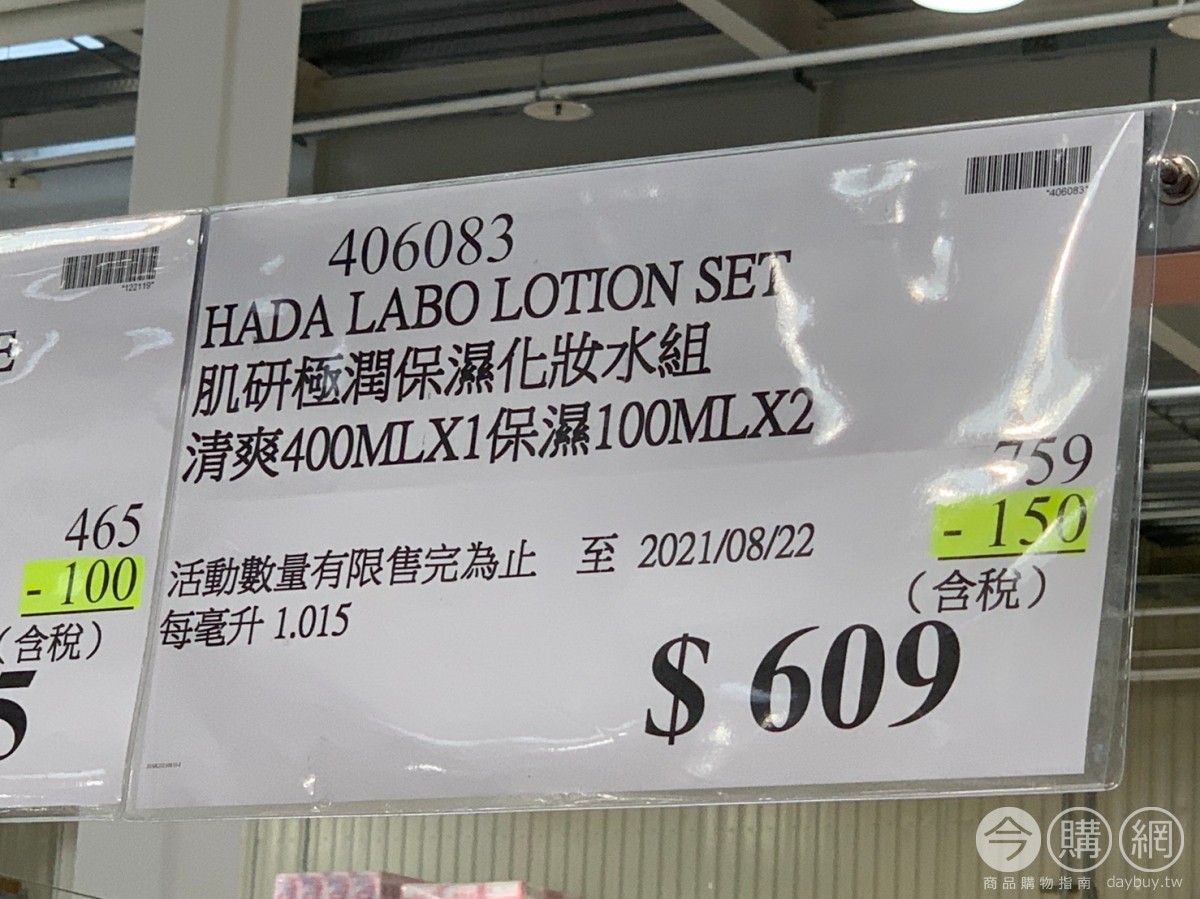 E
*122119*
465
- 100
(含稅)
5
*406083*
406083
HADA LABO LOTION SET
肌研極潤保濕化妝水組
清爽400MLX1保濕100MLX2
759
- 150
活動數量有限售完為止 至 2021/08/22
(含稅)
每毫升 1.015
$ 609
今購網
商品購物指南 daybuy.tw